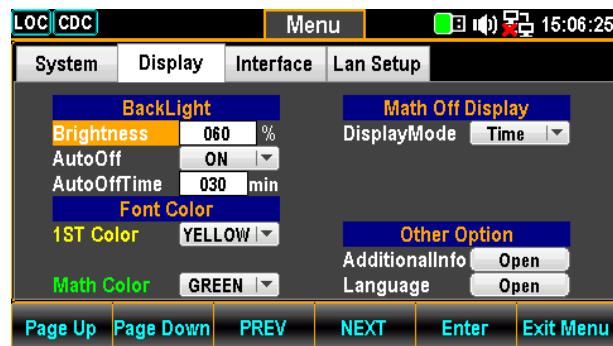 LOC CDC Menu 15:06:25
System Display Interface Lan Setup
BackLight
Brightness 060 %
AutoOff ON
AutoOffTime 030 min
Font Color
1ST Color YELLOW
Math Color GREEN
Math Off Display
DisplayMode Time
Other Option
AdditionalInfo Open
Language Open
Page Up Page Down PREV NEXT Enter Exit Menu